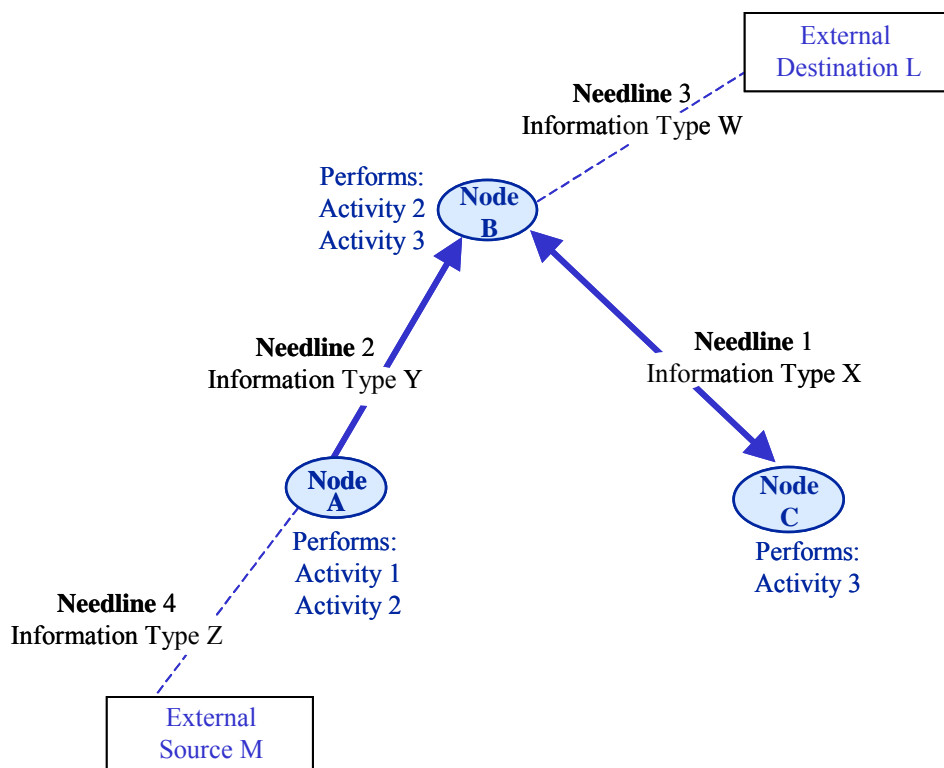 External
Destination L
Needline 3
Information Type W
Performs:
Activity 2
Activity 3
Node
B
Needline 2
Information Type Y
Needline 1
Information Type X
Node
A
Performs:
Activity 1
Activity 2
Node
C
Performs:
Activity 3
Needline 4
Information Type Z
External
Source M